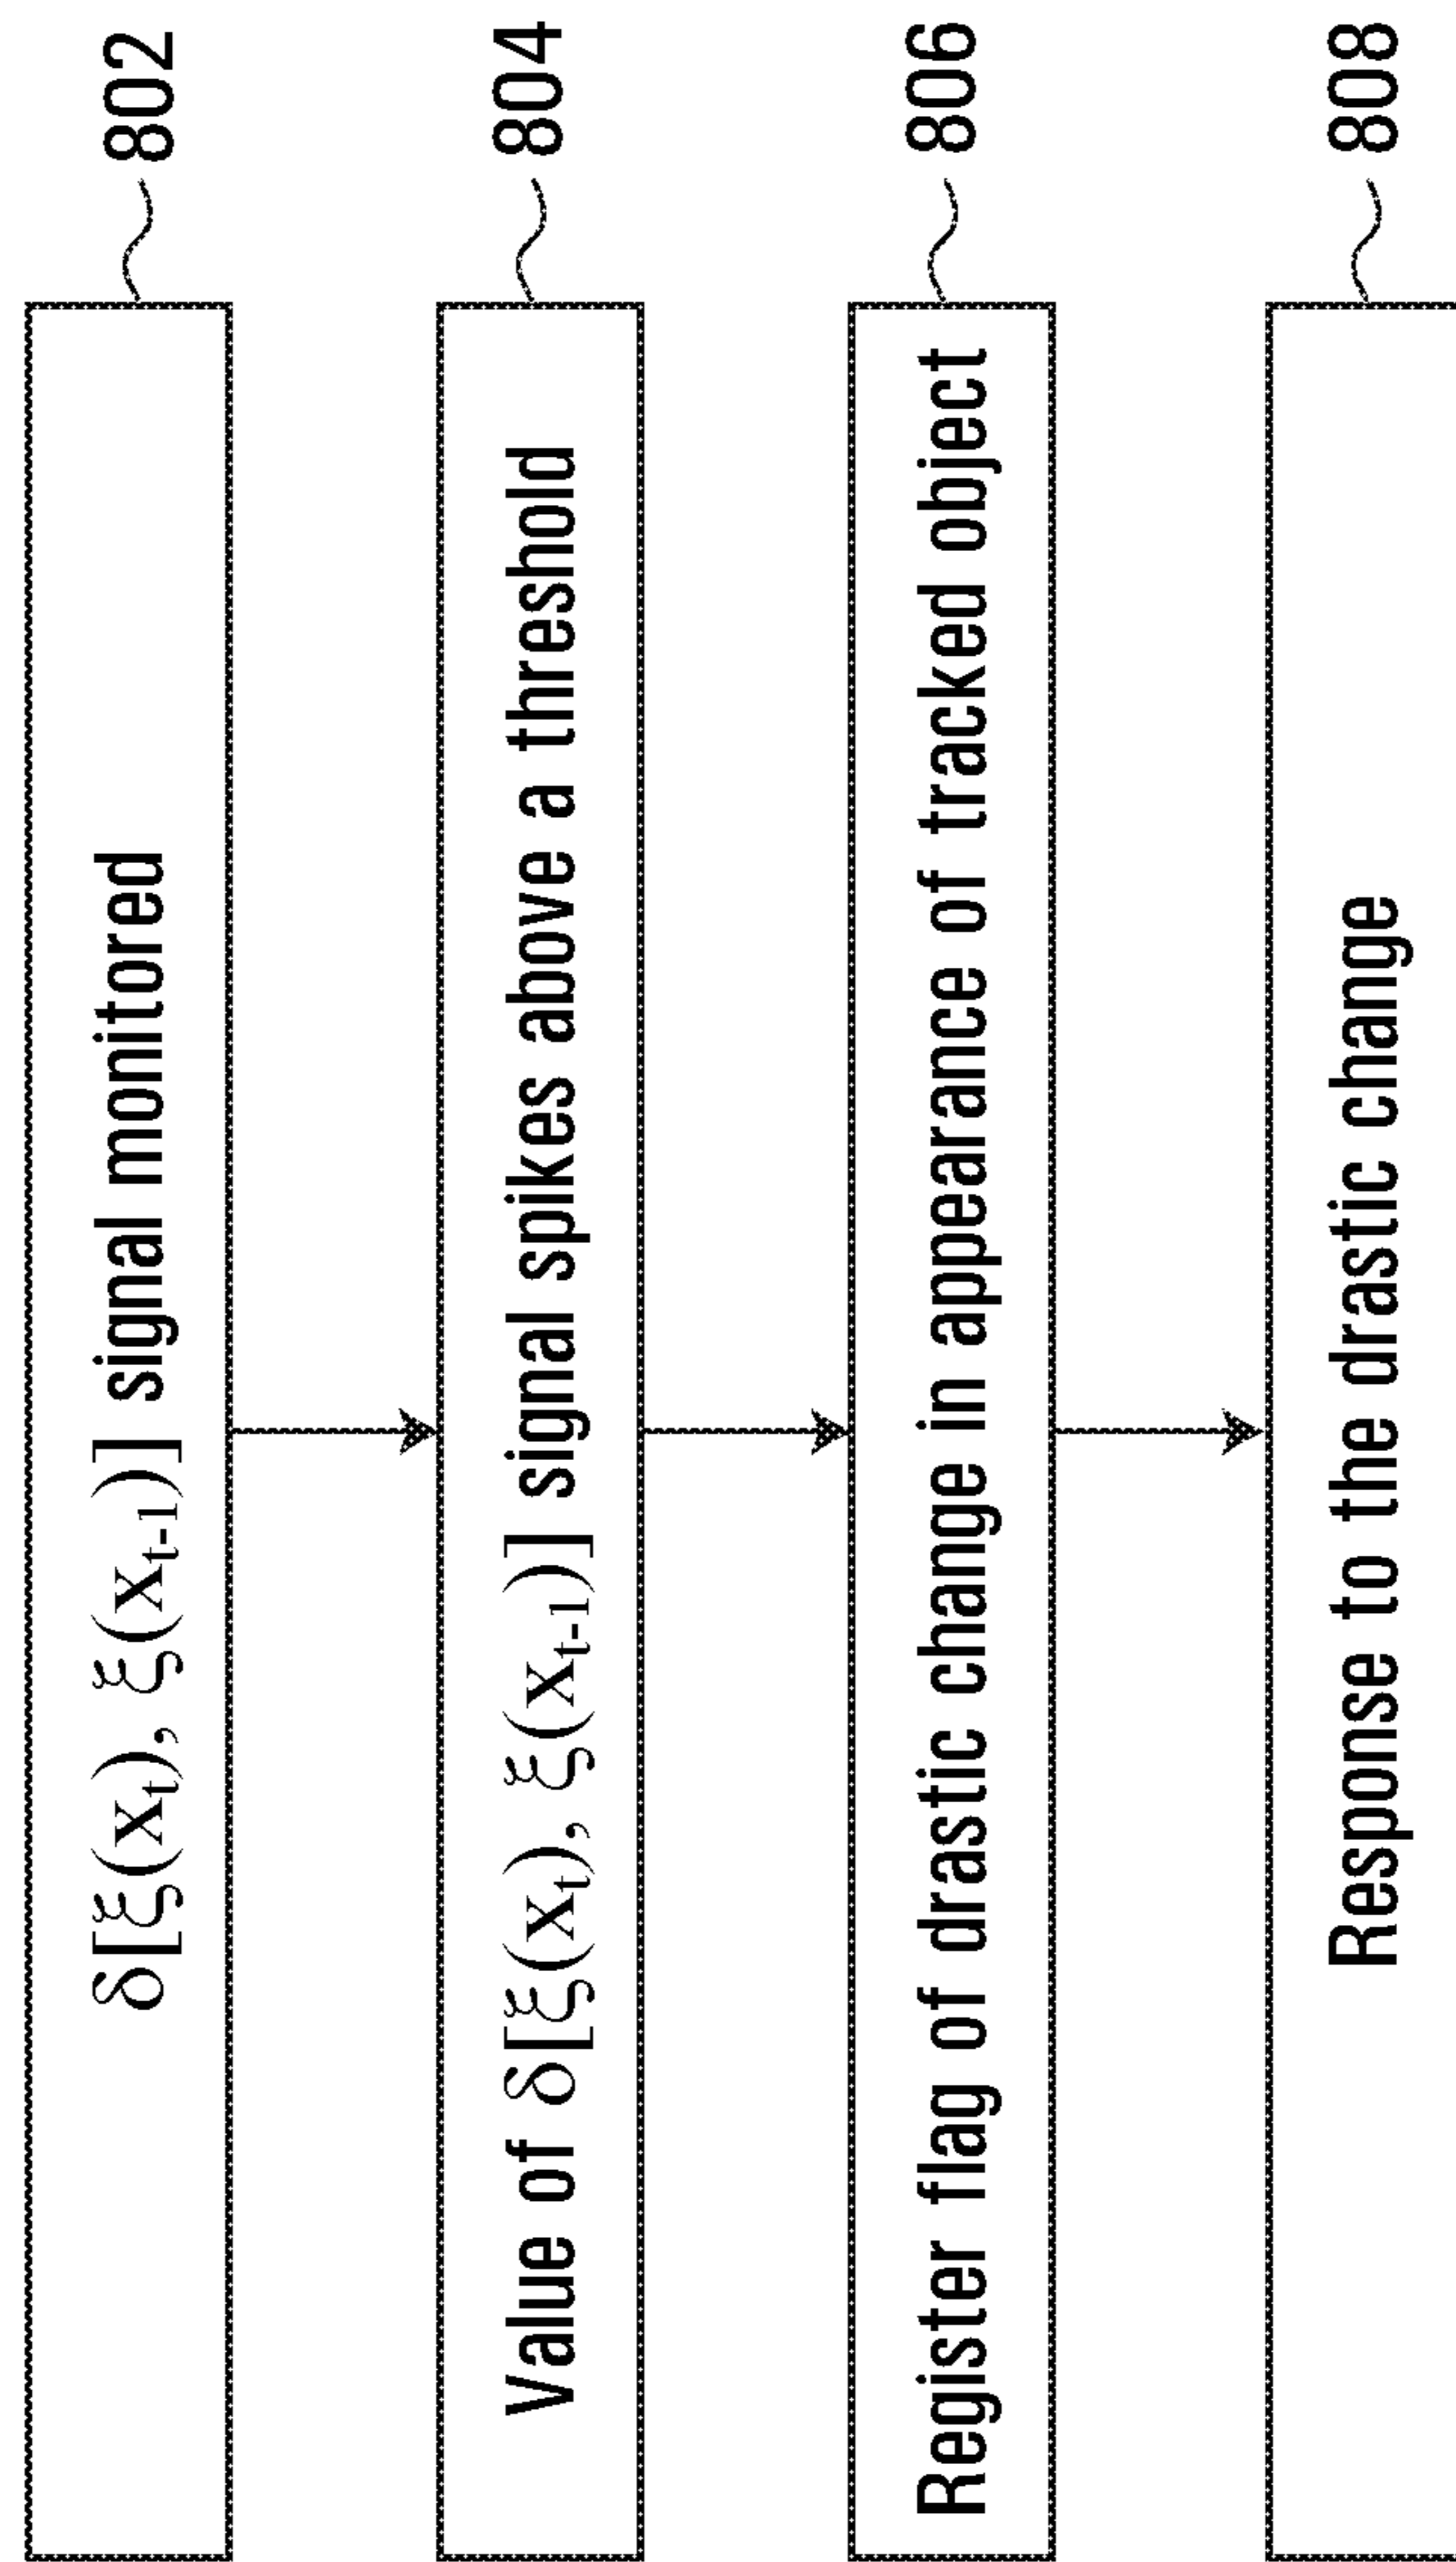 δ[ξ(xₜ), ξ(xₜ₋₁)] signal monitored 802
Value of δ[ξ(xₜ), ξ(xₜ₋₁)] signal spikes above a threshold 804
Register flag of drastic change in appearance of tracked object 806
Response to the drastic change 808